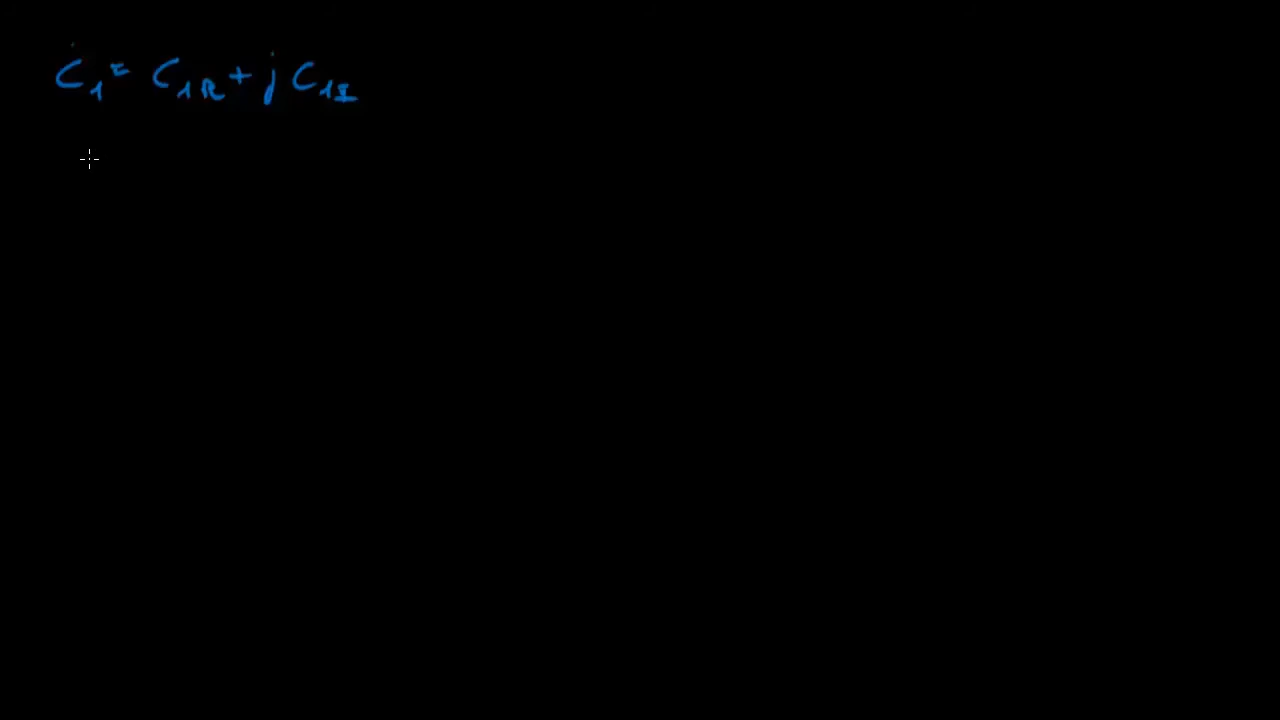 C₁ = C₁R + j C₁I